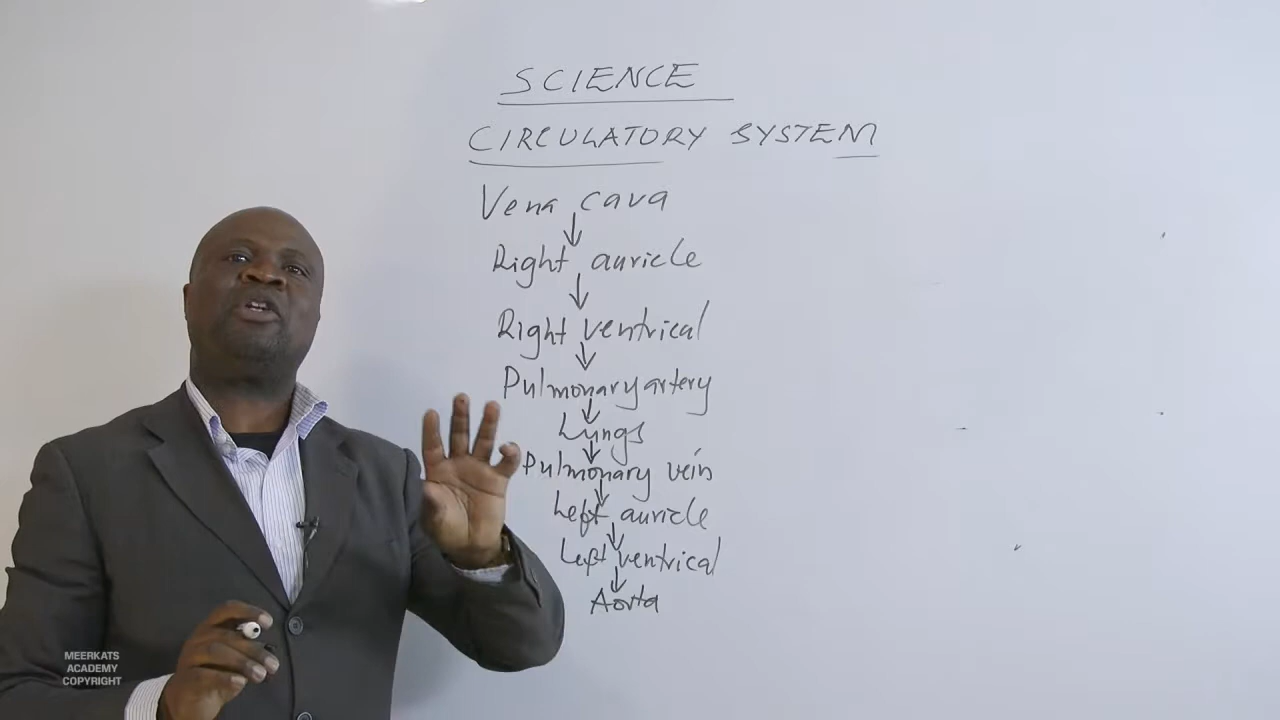 SCIENCE
CIRCULATORY SYSTEM
Vena cava
Right auricle
Right ventrical
Pulmonary artery
Lungs
Pulmonary vein
Left auricle
Left ventrical
Aorta
MEERKATS
ACADEMY
COPYRIGHT